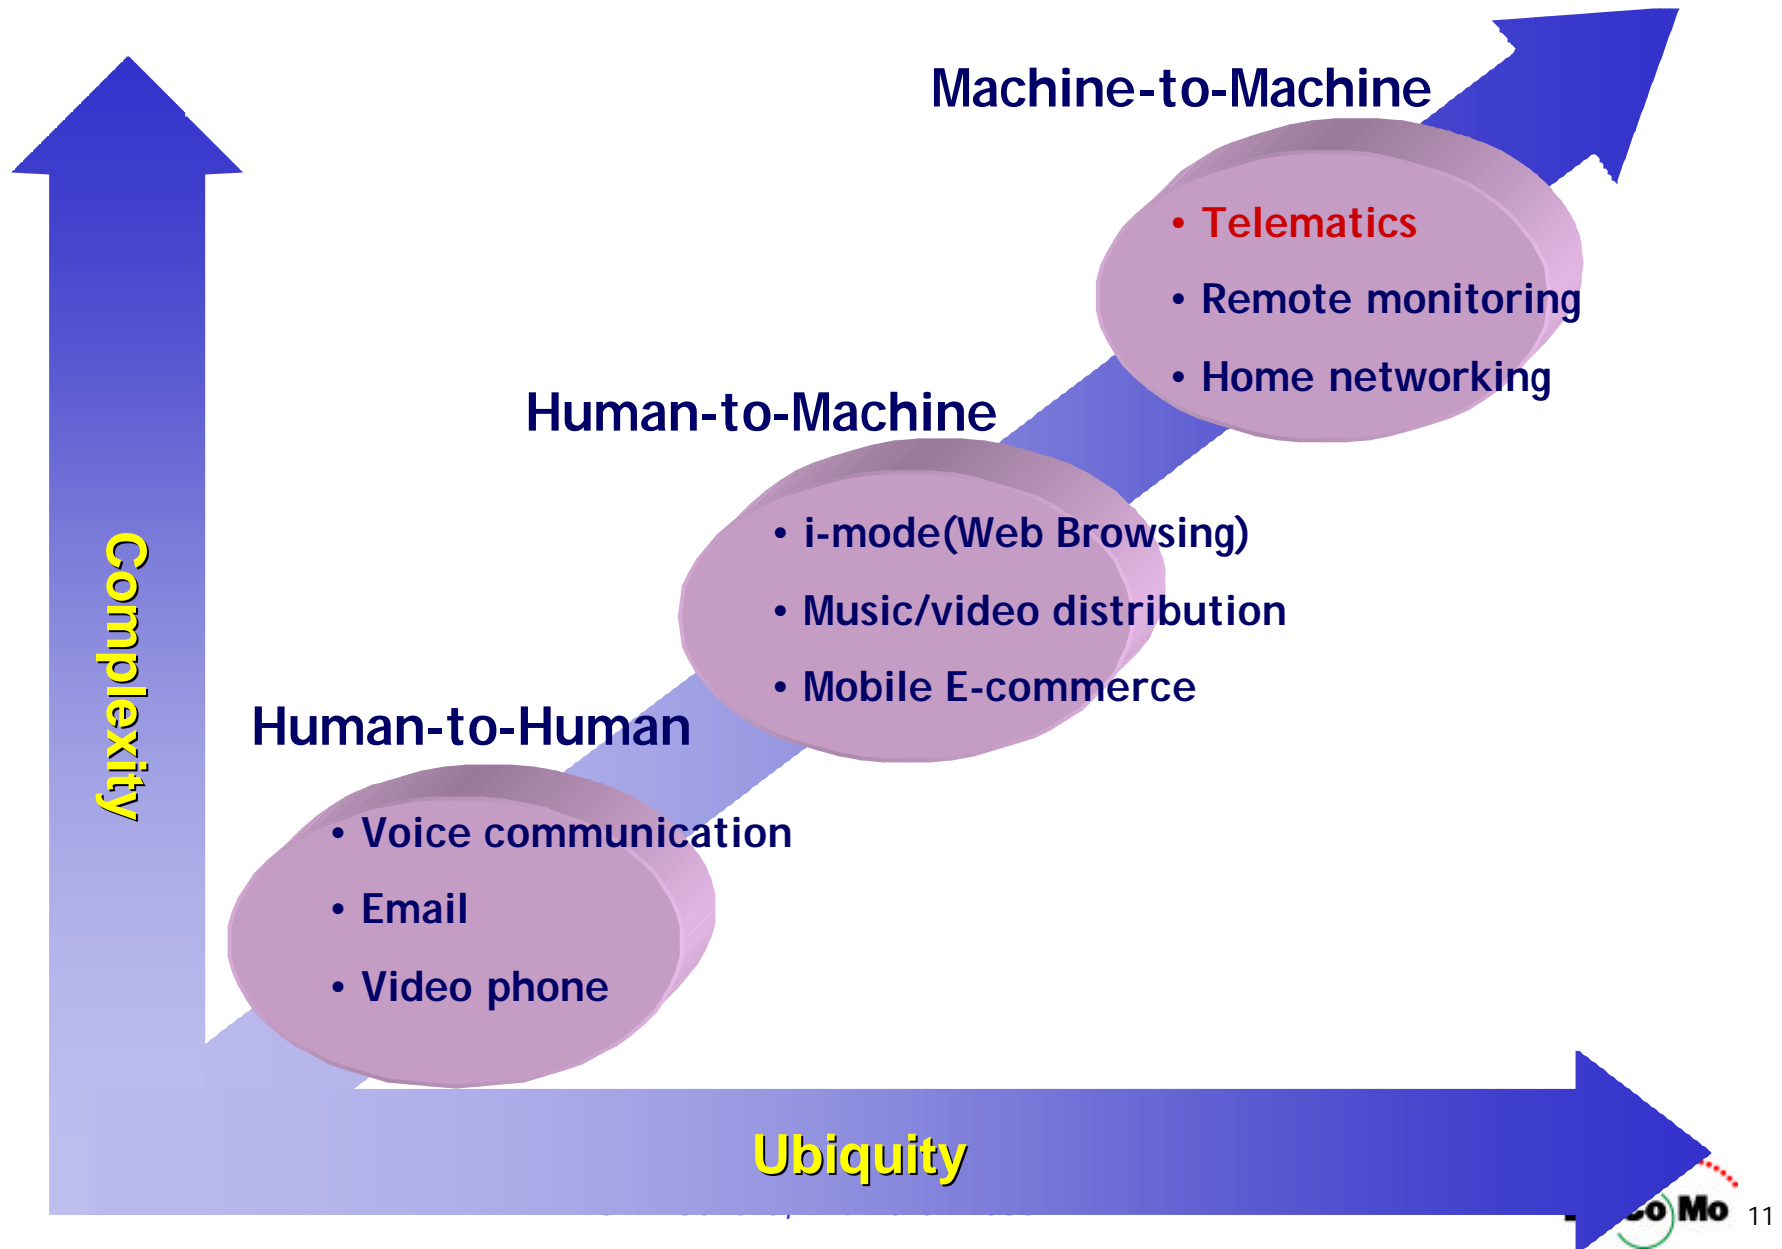 Machine-to-Machine
• Telematics
• Remote monitoring
• Home networking
Human-to-Machine
• i-mode(Web Browsing)
• Music/video distribution
• Mobile E-commerce
Human-to-Human
• Voice communication
• Email
• Video phone
Complexity
Ubiquity
CoMo
11